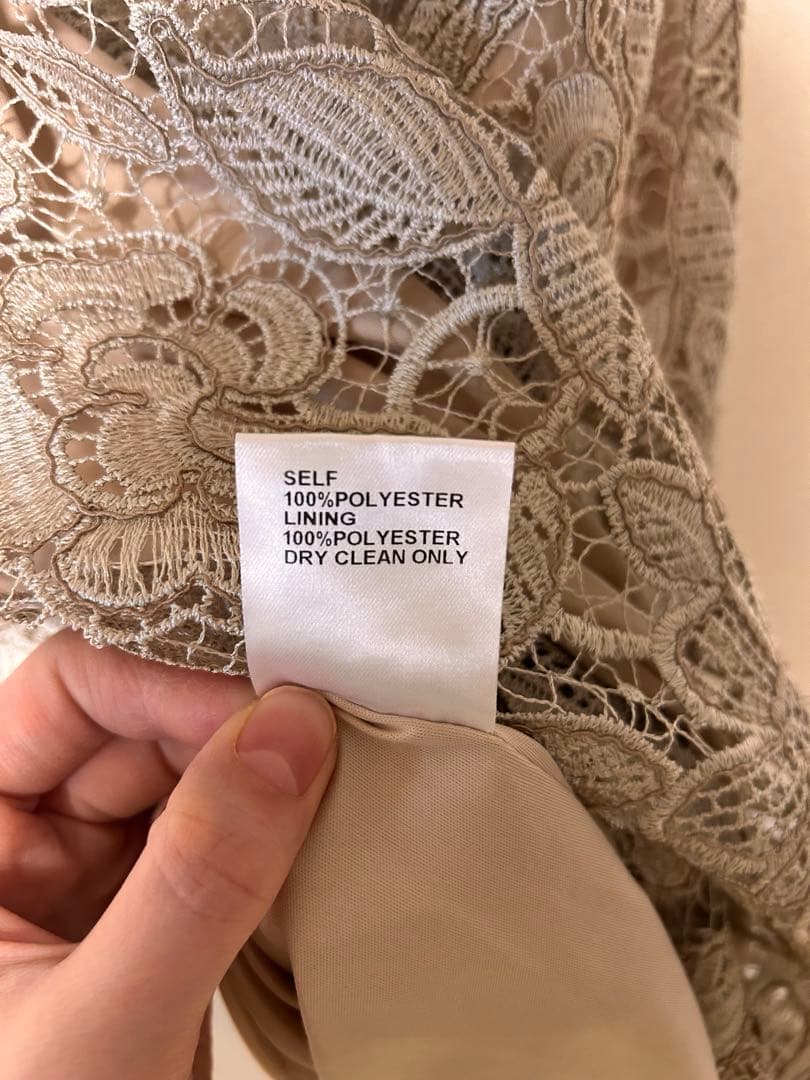 SELF
100%POLYESTER
LINING
100%POLYESTER
DRY CLEAN ONLY